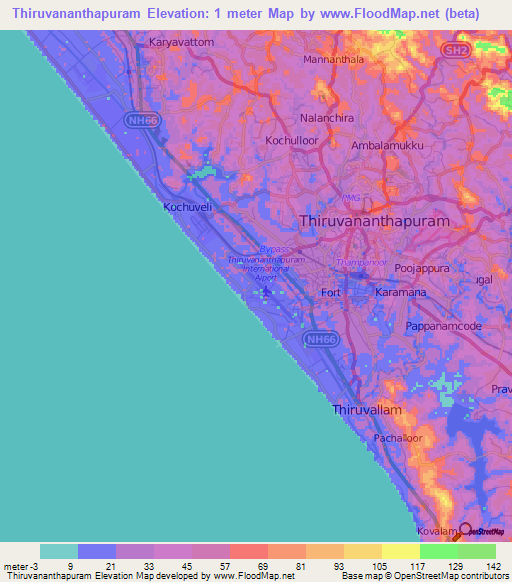 Thiruvananthapuram Elevation: 1 meter Map by www.FloodMap.net (beta)
Karyavattom
SH2
Mannanthala
NH66
Nalanchira
Kochulloor
Ambalamukku
PMG
Kochuveli
Thiruvananthapuram
Bypass
Thiruvananthapuram
International
Aiport
Thampanoor
Poojappura
ugal
Fort
Karamana
Pappanamcode
NH66
Prav
Thiruvallam
Pachalloor
Kovalam
OpenStreetMap
meter -3 9 21 33 45 57 69 81 93 105 117 129 142
Thiruvananthapuram Elevation Map developed by www.FloodMap.net
Base map © OpenStreetMap contributors